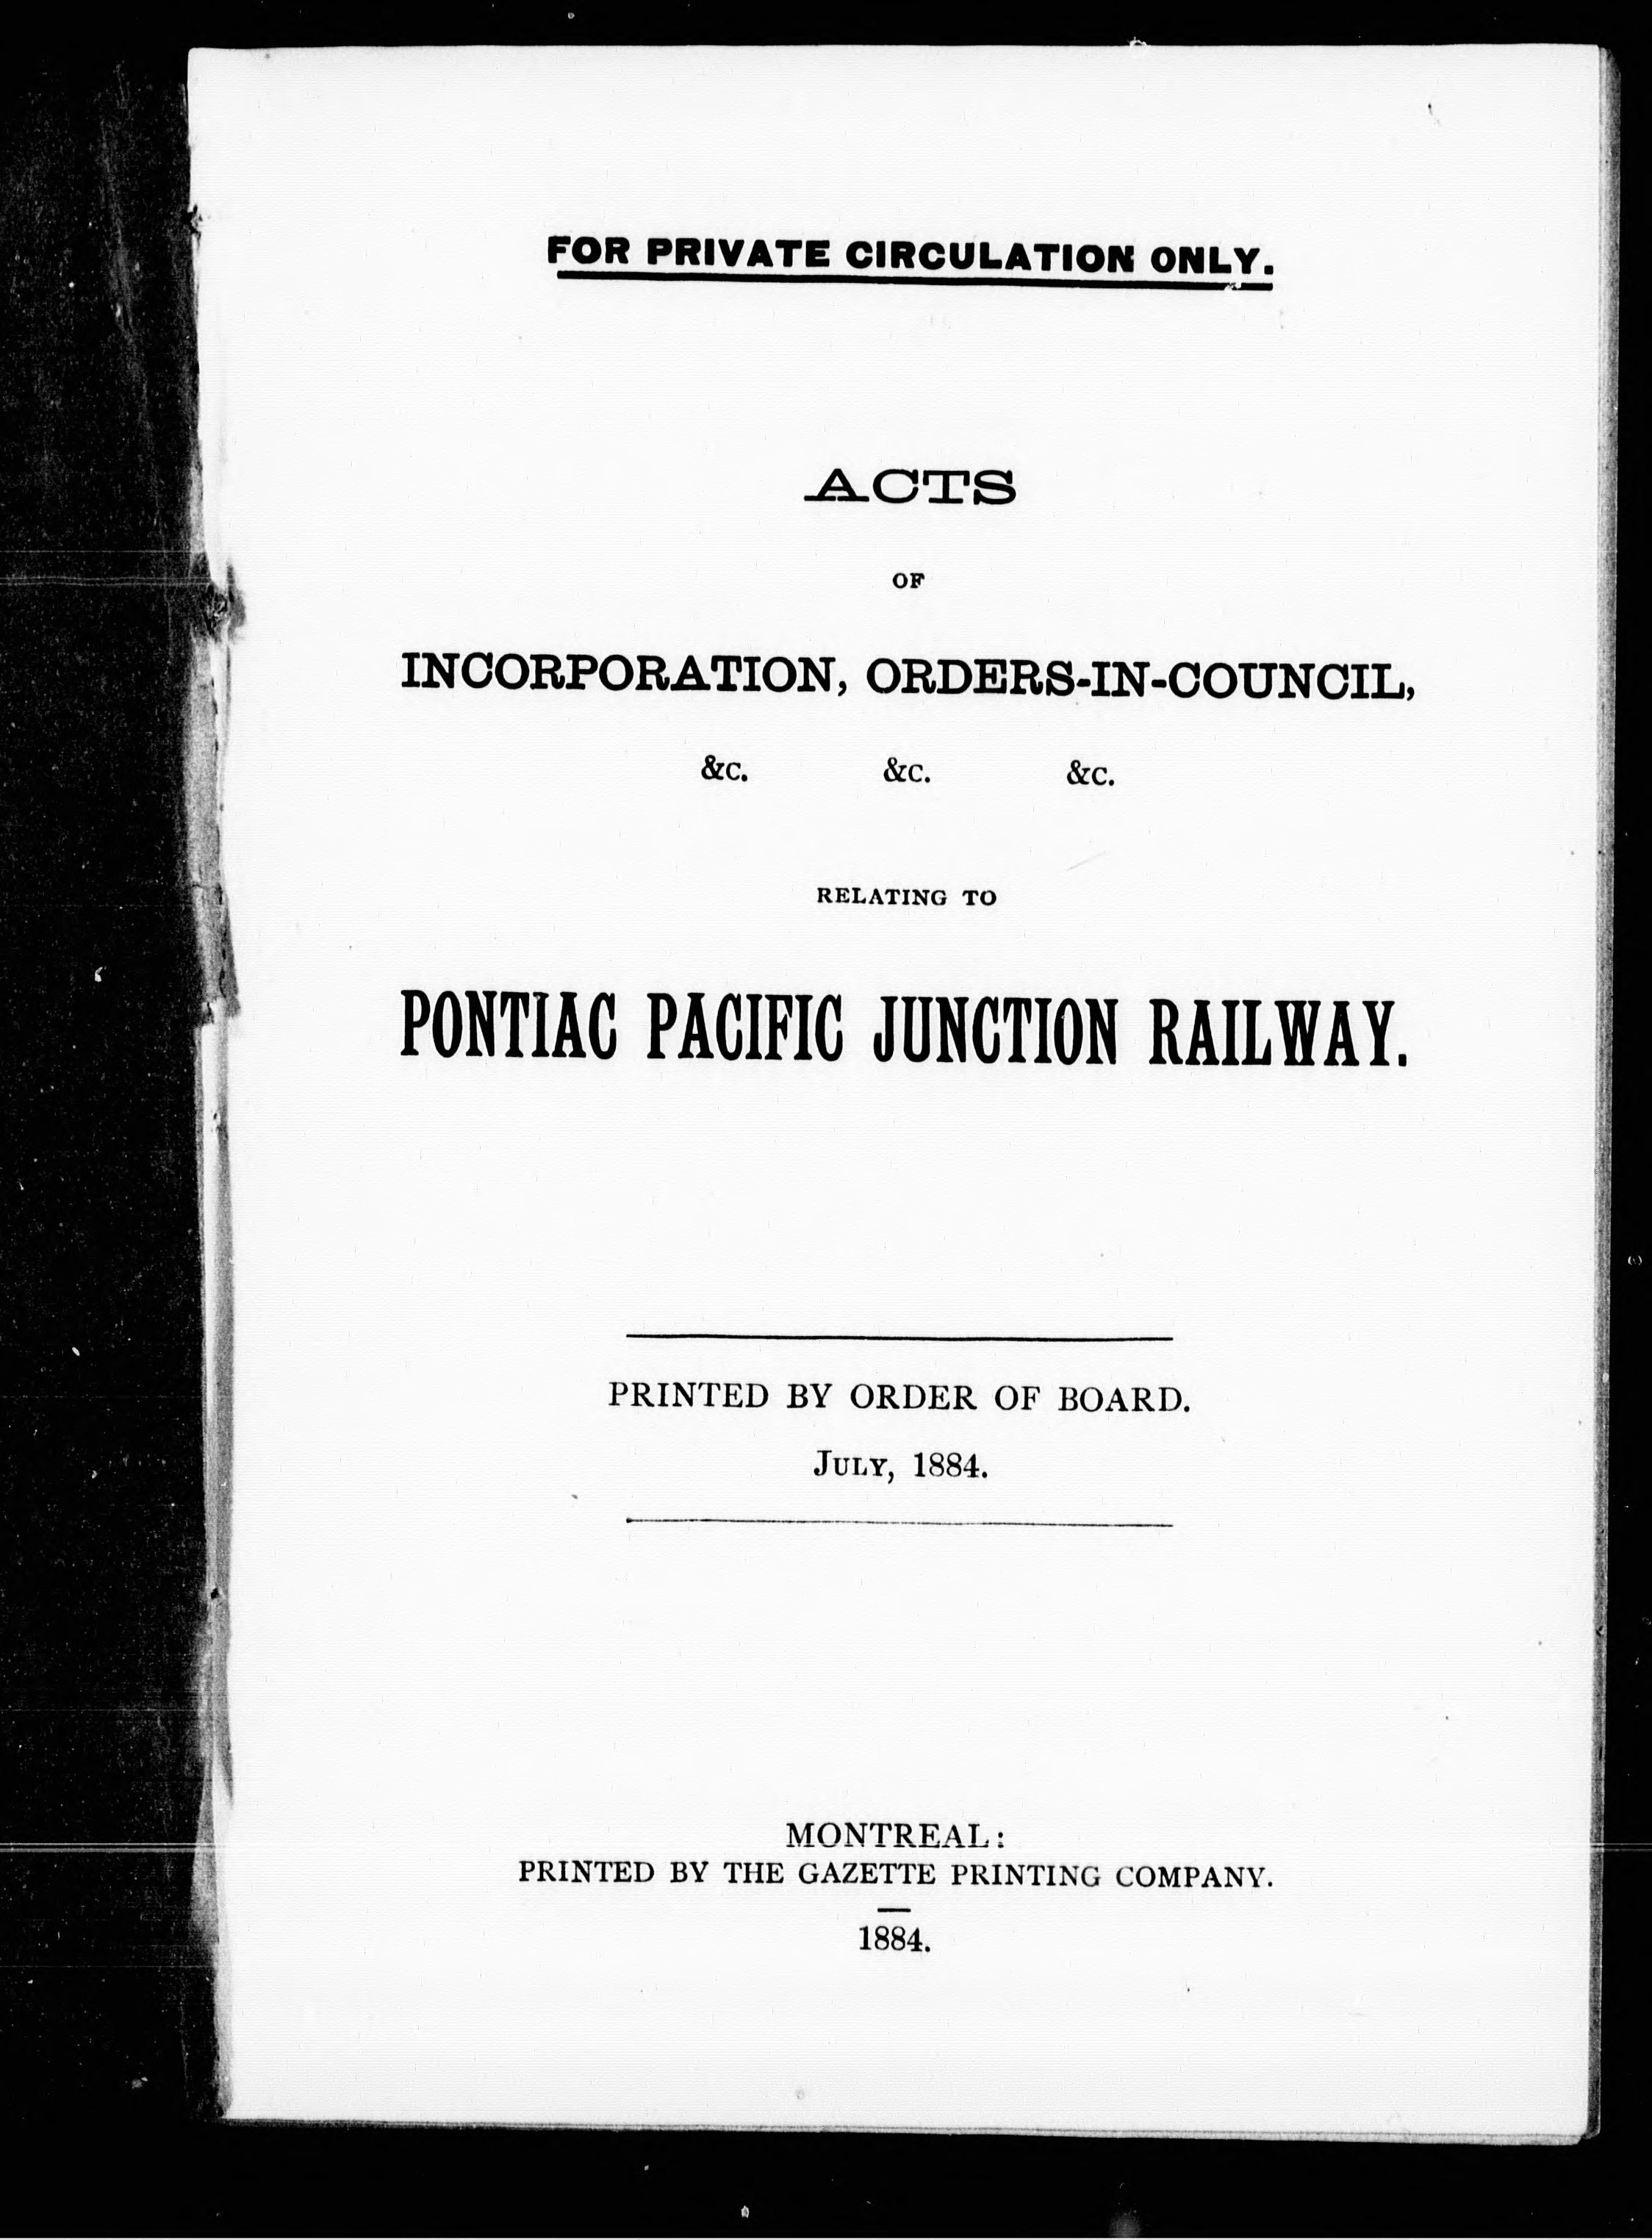 FOR PRIVATE CIRCULATION ONLY.
ACTS
OF
INCORPORATION, ORDERS-IN-COUNCIL,
&c. &c. &c.
RELATING TO
PONTIAC PACIFIC JUNCTION RAILWAY.
PRINTED BY ORDER OF BOARD.
JULY, 1884.
MONTREAL:
PRINTED BY THE GAZETTE PRINTING COMPANY.
1884.